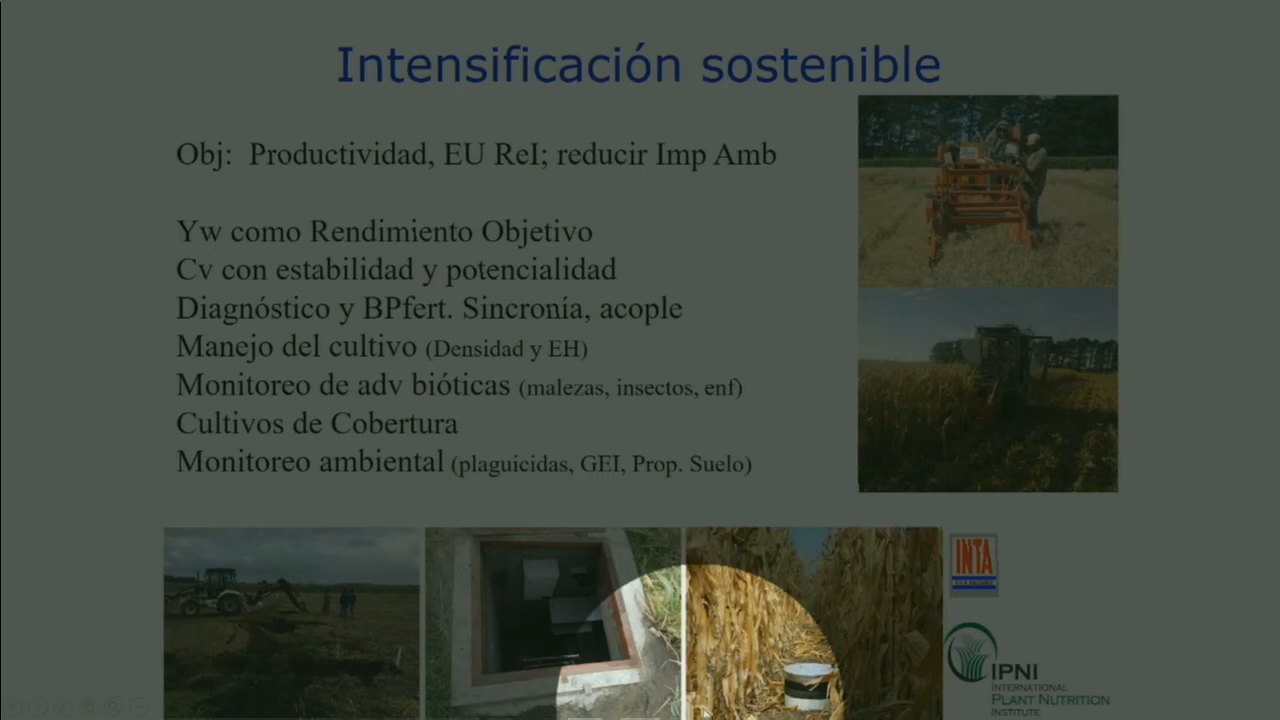 Intensificación sostenible
Obj: Productividad, EU ReI; reducir Imp Amb
Yw como Rendimiento Objetivo
Cv con estabilidad y potencialidad
Diagnóstico y BPfert. Sincronía, acople
Manejo del cultivo (Densidad y EH)
Monitoreo de adv bióticas (malezas, insectos, enf)
Cultivos de Cobertura
Monitoreo ambiental (plaguicidas, GEI, Prop. Suelo)
INTA
IPNI
INTERNATIONAL
PLANT NUTRITION
INSTITUTE